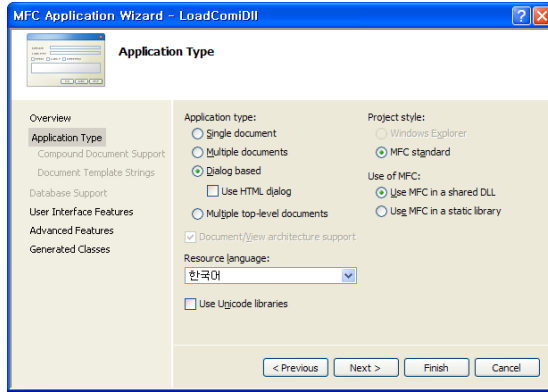 MFC Application Wizard - LoadComiDll
Application Type
Overview
Application Type
Compound Document Support
Document Template Strings
Database Support
User Interface Features
Advanced Features
Generated Classes
Application type:
Single document
Multiple documents
Dialog based
Use HTML dialog
Multiple top-level documents
Document/View architecture support
Resource language:
한국어
Use Unicode libraries
Project style:
Windows Explorer
MFC standard
Use of MFC:
Use MFC in a shared DLL
Use MFC in a static library
< Previous
Next >
Finish
Cancel